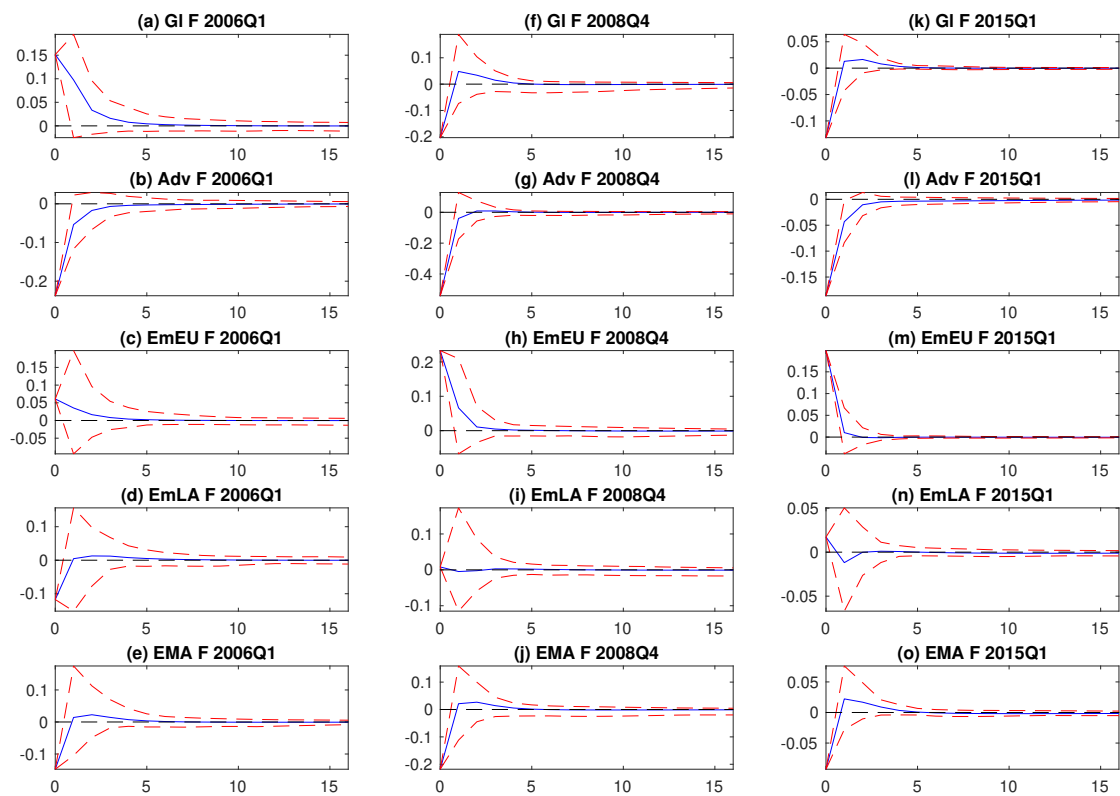 (a) GI F 2006Q1
0.15
0.1
0.05
0
0 5 10 15
(f) GI F 2008Q4
0.1
0
-0.1
-0.2
0 5 10 15
(k) GI F 2015Q1
0.05
0
-0.05
-0.1
0 5 10 15
(b) Adv F 2006Q1
0
-0.1
-0.2
0 5 10 15
(g) Adv F 2008Q4
0
-0.2
-0.4
0 5 10 15
(l) Adv F 2015Q1
0
-0.05
-0.1
-0.15
0 5 10 15
(c) EmEU F 2006Q1
0.15
0.1
0.05
0
-0.05
0 5 10 15
(h) EmEU F 2008Q4
0.2
0.1
0
0 5 10 15
(m) EmEU F 2015Q1
0.15
0.1
0.05
0
0 5 10 15
(d) EmLA F 2006Q1
0.1
0
-0.1
0 5 10 15
(i) EmLA F 2008Q4
0.1
0
-0.1
0 5 10 15
(n) EmLA F 2015Q1
0.05
0
-0.05
0 5 10 15
(e) EMA F 2006Q1
0.1
0
-0.1
0 5 10 15
(j) EMA F 2008Q4
0.1
0
-0.1
-0.2
0 5 10 15
(o) EMA F 2015Q1
0.05
0
-0.05
0 5 10 15